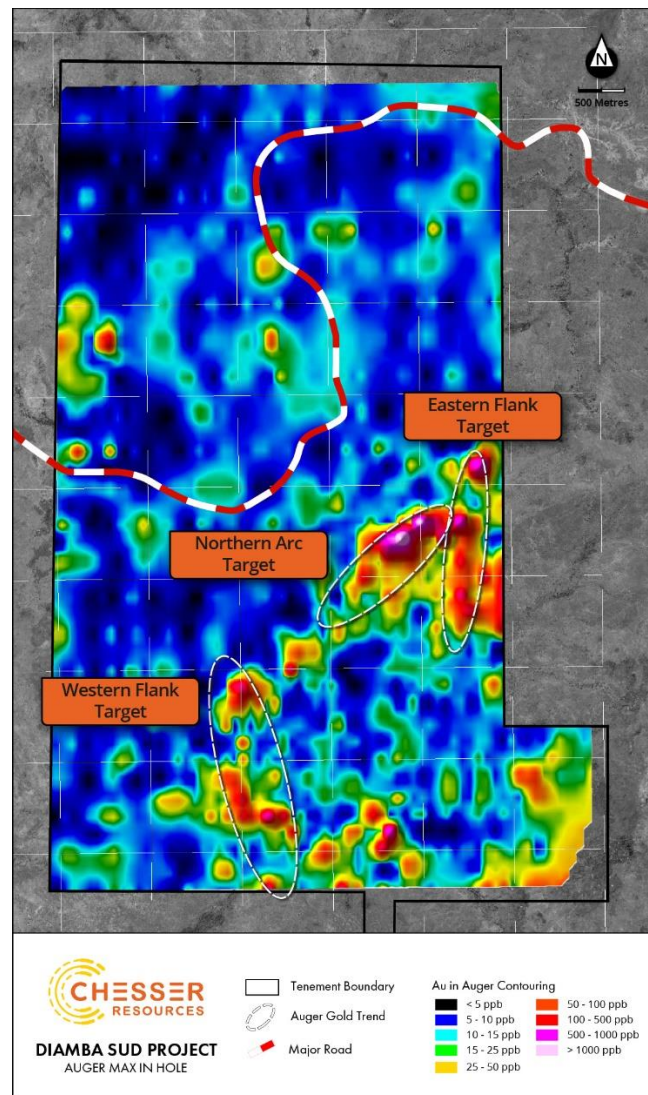 N
500 Metres
Eastern Flank
Target
Northern Arc
Target
Western Flank
Target
CHESSER
RESOURCES
DIAMBA SUD PROJECT
AUGER MAX IN HOLE
Tenement Boundary
Auger Gold Trend
Major Road
Au in Auger Contouring
< 5 ppb
5 - 10 ppb
10 - 15 ppb
15 - 25 ppb
25 - 50 ppb
50 - 100 ppb
100 - 500 ppb
500 - 1000 ppb
> 1000 ppb